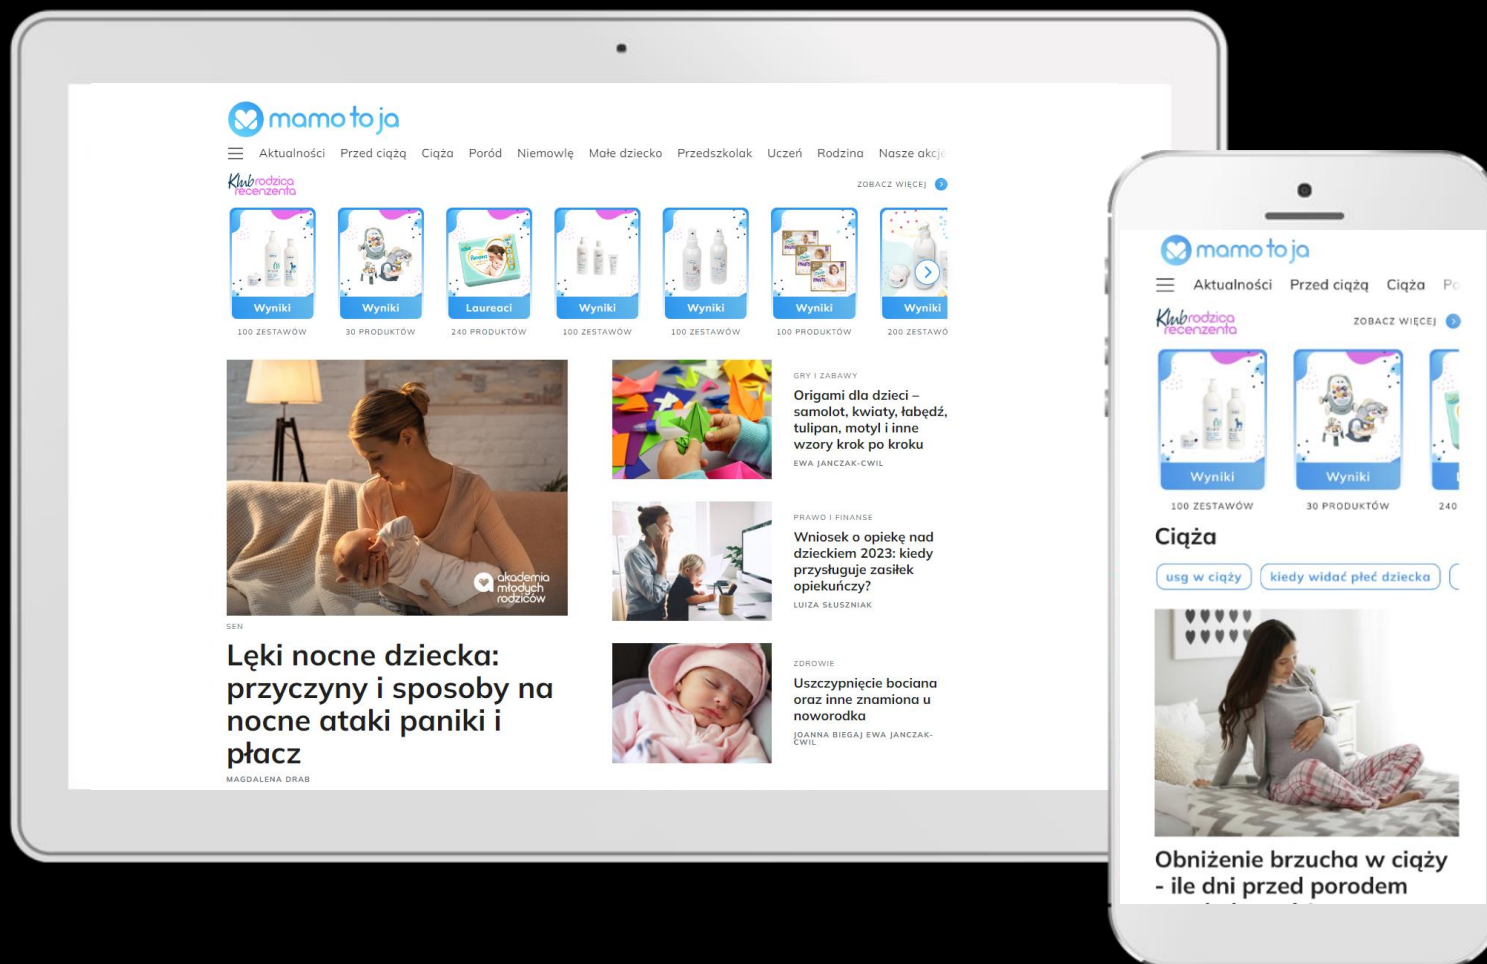 mamo to ja
Aktualności Przed ciążą Ciąża Poród Niemowlę Małe dziecko Przedszkolak Uczeń Rodzina Nasze akcje
Klub rodzica
recenzenta
ZOBACZ WIĘCEJ
Wyniki Wyniki Laureaci Wyniki Wyniki Wyniki Wyniki
100 ZESTAWÓW 30 PRODUKTÓW 240 PRODUKTÓW 100 ZESTAWÓW 100 ZESTAWÓW 100 PRODUKTÓW 200 ZESTAWÓ
akademia
młodych
rodziców
SEN
Lęki nocne dziecka:
przyczyny i sposoby na
nocne ataki paniki i
płacz
MAGDALENA DRAB
GRY I ZABAWY
Origami dla dzieci –
samolot, kwiaty, łabędź,
tulipan, motyl i inne
wzory krok po kroku
EWA JANCZAK-CWIL
PRAWO I FINANSE
Wniosek o opiekę nad
dzieckiem 2023: kiedy
przysługuje zasiłek
opiekuńczy?
LUIZA SŁUSZNIAK
ZDROWIE
Uszczypnięcie bociana
oraz inne znamiona u
noworodka
JOANNA BIEGAJ EWA JANCZAK-
CWIL
mamo to ja
Aktualności Przed ciążą Ciąża Po
Klub rodzica
recenzenta
ZOBACZ WIĘCEJ
Wyniki Wyniki
100 ZESTAWÓW 30 PRODUKTÓW 240
Ciąża
usg w ciąży kiedy widać płeć dziecka
Obniżenie brzucha w ciąży
- ile dni przed porodem